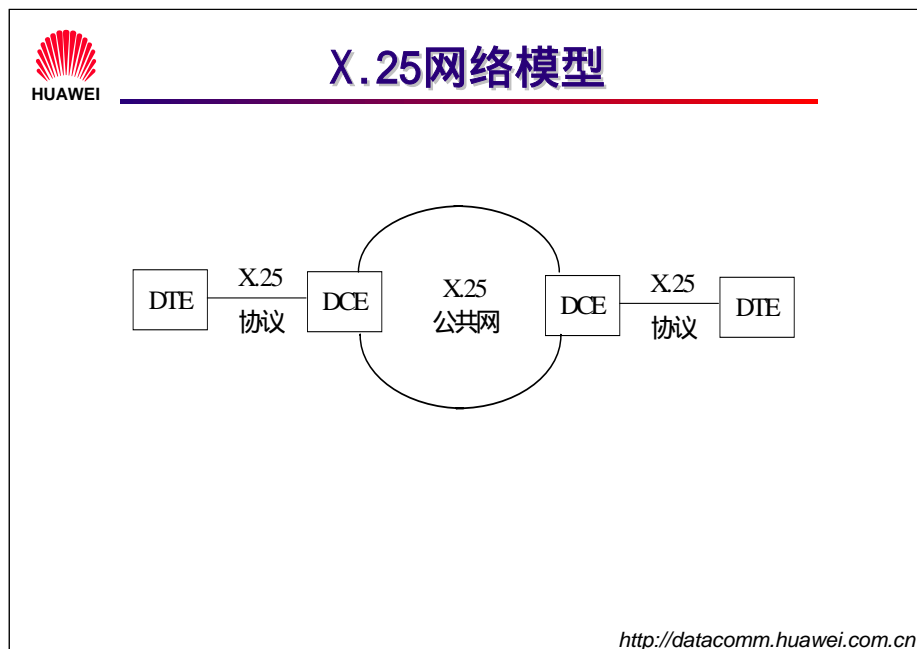 HUAWEI
X.25网络模型
DTE
X.25
协议
DCE
X.25
公共网
DCE
X.25
协议
DTE
http://datacomm.huawei.com.cn